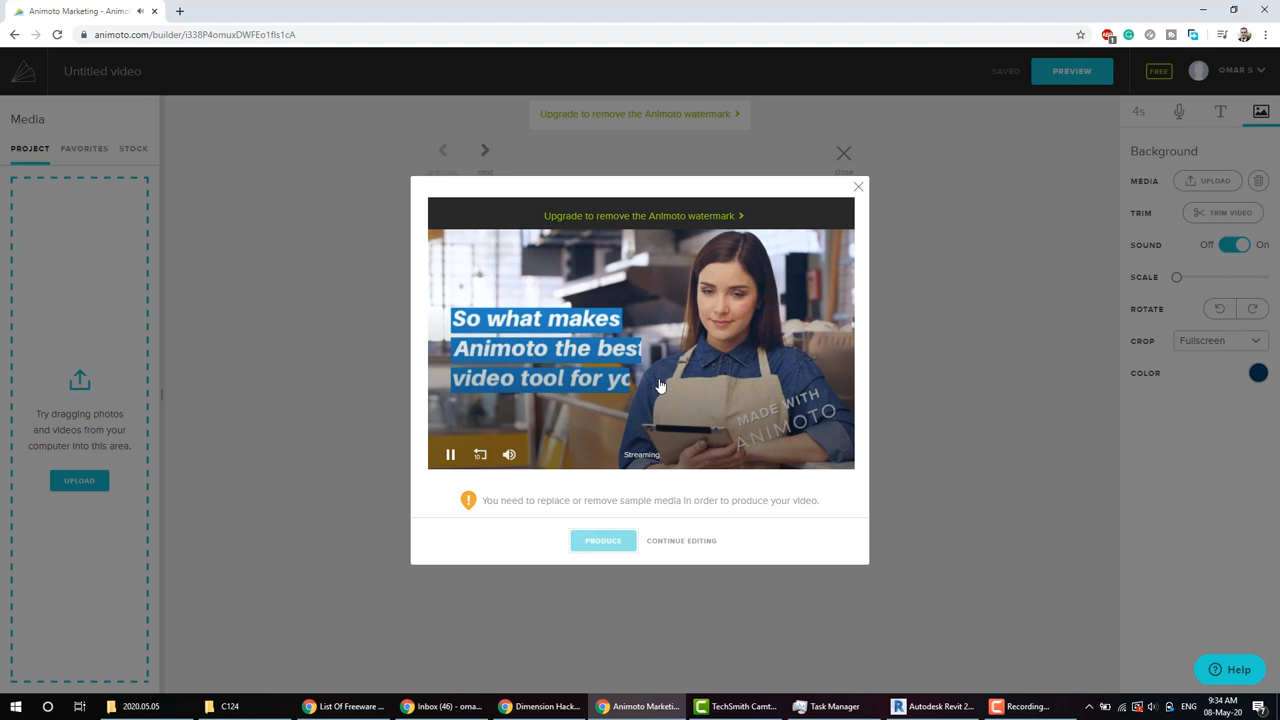 Animoto Marketing - Animoto
animoto.com/builder/i338P4omuxDWFEo1fls1cA
1
Untitled video
SAVED
PREVIEW
FREE
OMAR S
Media
PROJECT
FAVORITES
STOCK
Try dragging photos
and videos from your
computer into this area.
UPLOAD
Upgrade to remove the Animoto watermark
previous
next
close
Upgrade to remove the Animoto watermark
So what makes
Animoto the best
video tool for yo
MADE WITH
ANIMOTO
10
Streaming
You need to replace or remove sample media in order to produce your video.
PRODUCE
CONTINUE EDITING
4s
T
Background
MEDIA
UPLOAD
TRIM
TRIM VIDEO
SOUND
Off
On
SCALE
ROTATE
CROP
Fullscreen
COLOR
Help
2020.05.05
C124
List Of Freeware ...
Inbox (46) - oma...
Dimension Hack...
Animoto Marketi...
TechSmith Camt...
Task Manager
Autodesk Revit 2...
Recording...
ENG
9:34 AM
08-May-20